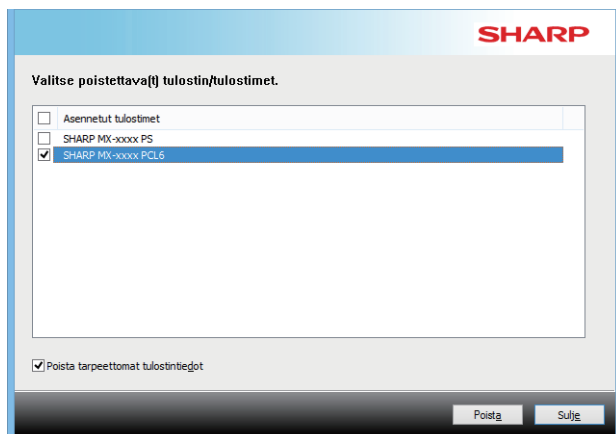 SHARP
Valitse poistettava(t) tulostin/tulostimet.
Asennetut tulostimet
SHARP MX-xxxx PS
SHARP MX-xxxx PCL6
Poista tarpeettomat tulostintiedot
Poista
Sulje